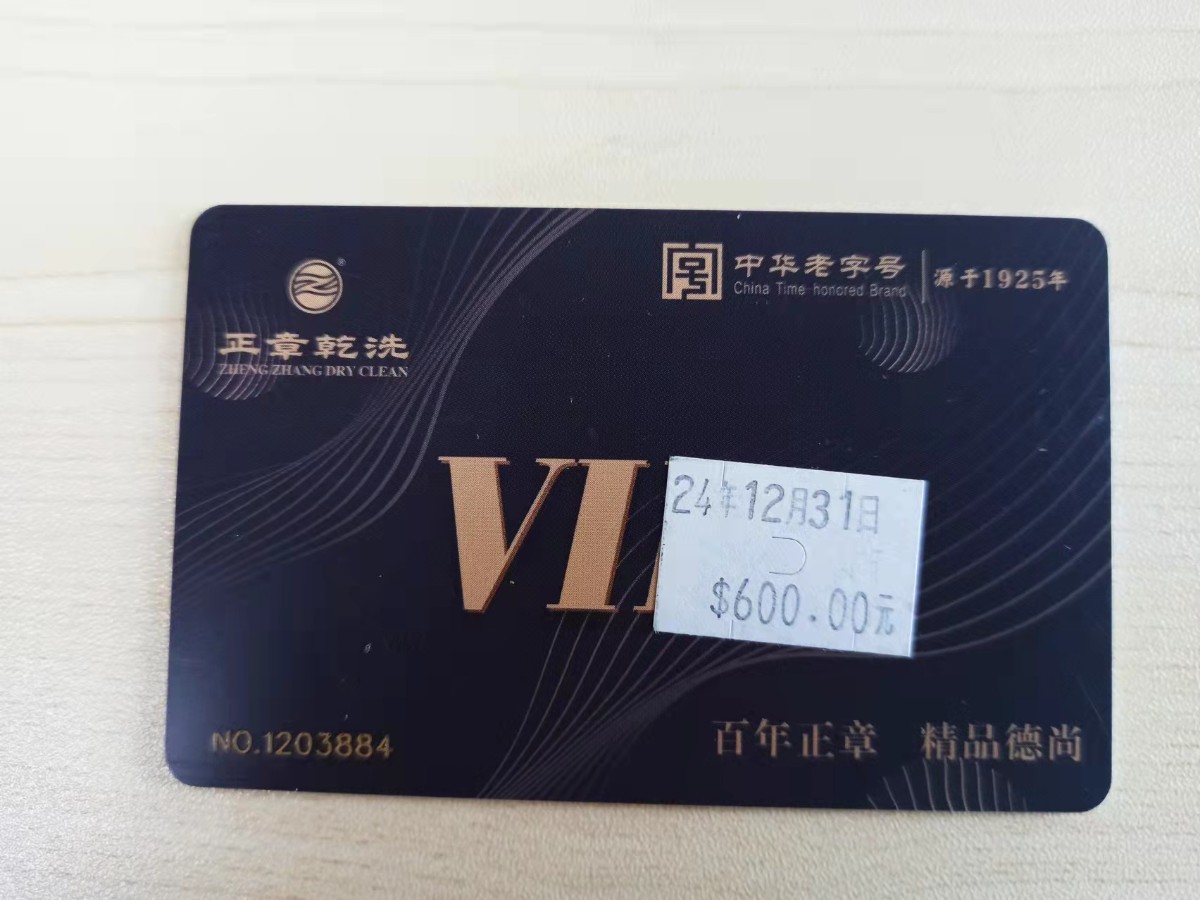 号 中华老字号 源于1925年
China Time-honored Brand
®
正章乾洗
ZHENG ZHANG DRY CLEAN
VI
24年12月31日
$600.00元
NO.1203884
百年正章 精品德尚